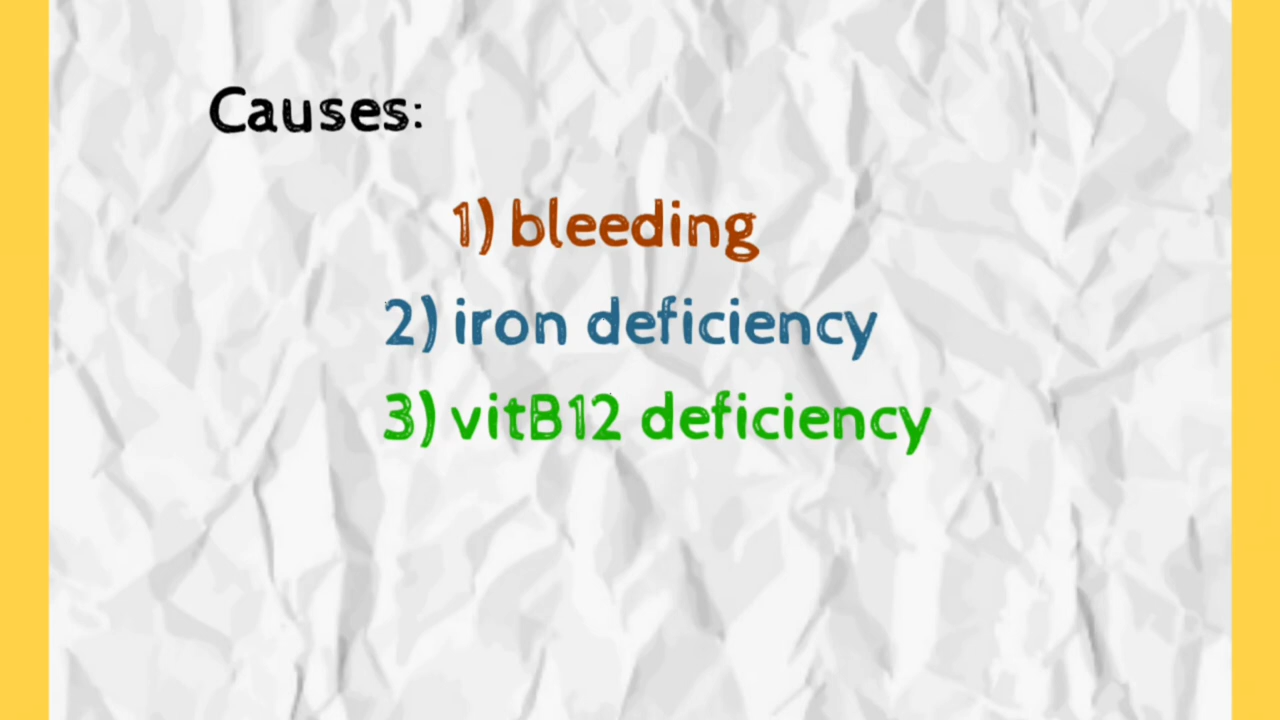 Causes:
1) bleeding
2) iron deficiency
3) vitB12 deficiency